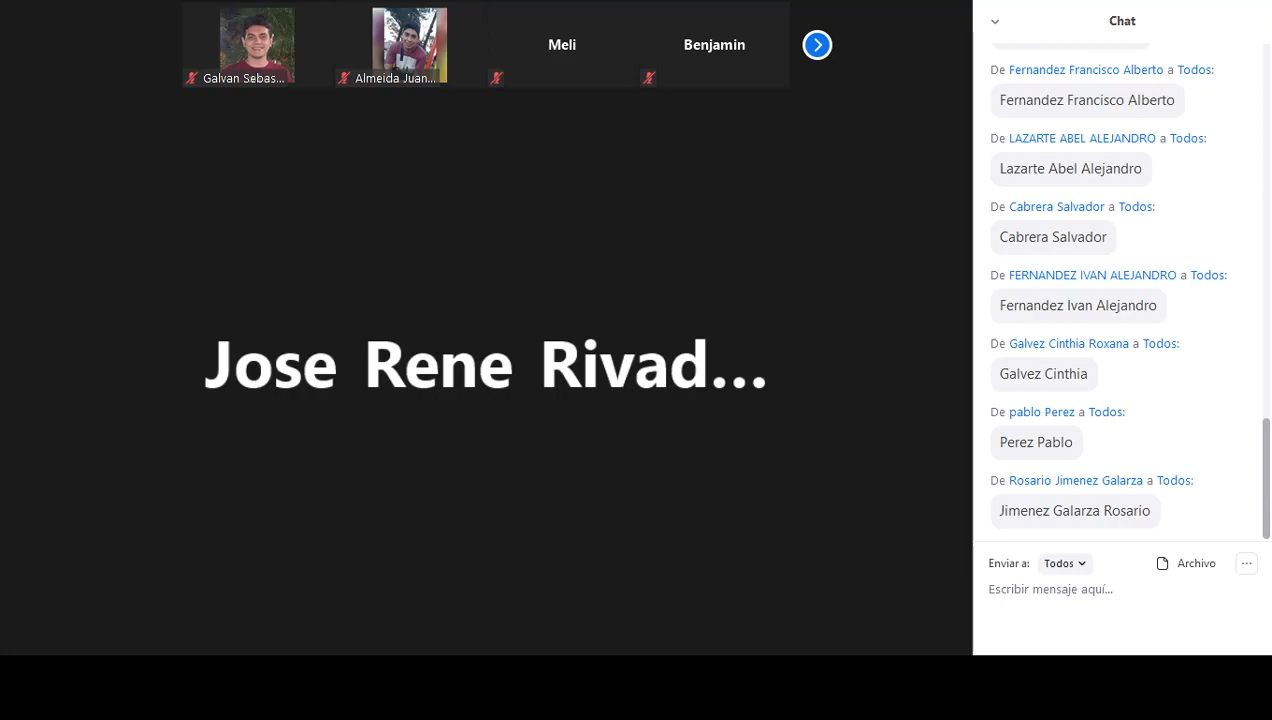 Galvan Sebas...
Almeida Juan...
Meli
Benjamin
Jose Rene Rivad...
Chat
De Fernandez Francisco Alberto a Todos:
Fernandez Francisco Alberto
De LAZARTE ABEL ALEJANDRO a Todos:
Lazarte Abel Alejandro
De Cabrera Salvador a Todos:
Cabrera Salvador
De FERNANDEZ IVAN ALEJANDRO a Todos:
Fernandez Ivan Alejandro
De Galvez Cinthia Roxana a Todos:
Galvez Cinthia
De pablo Perez a Todos:
Perez Pablo
De Rosario Jimenez Galarza a Todos:
Jimenez Galarza Rosario
Enviar a: Todos Archivo ...
Escribir mensaje aquí...